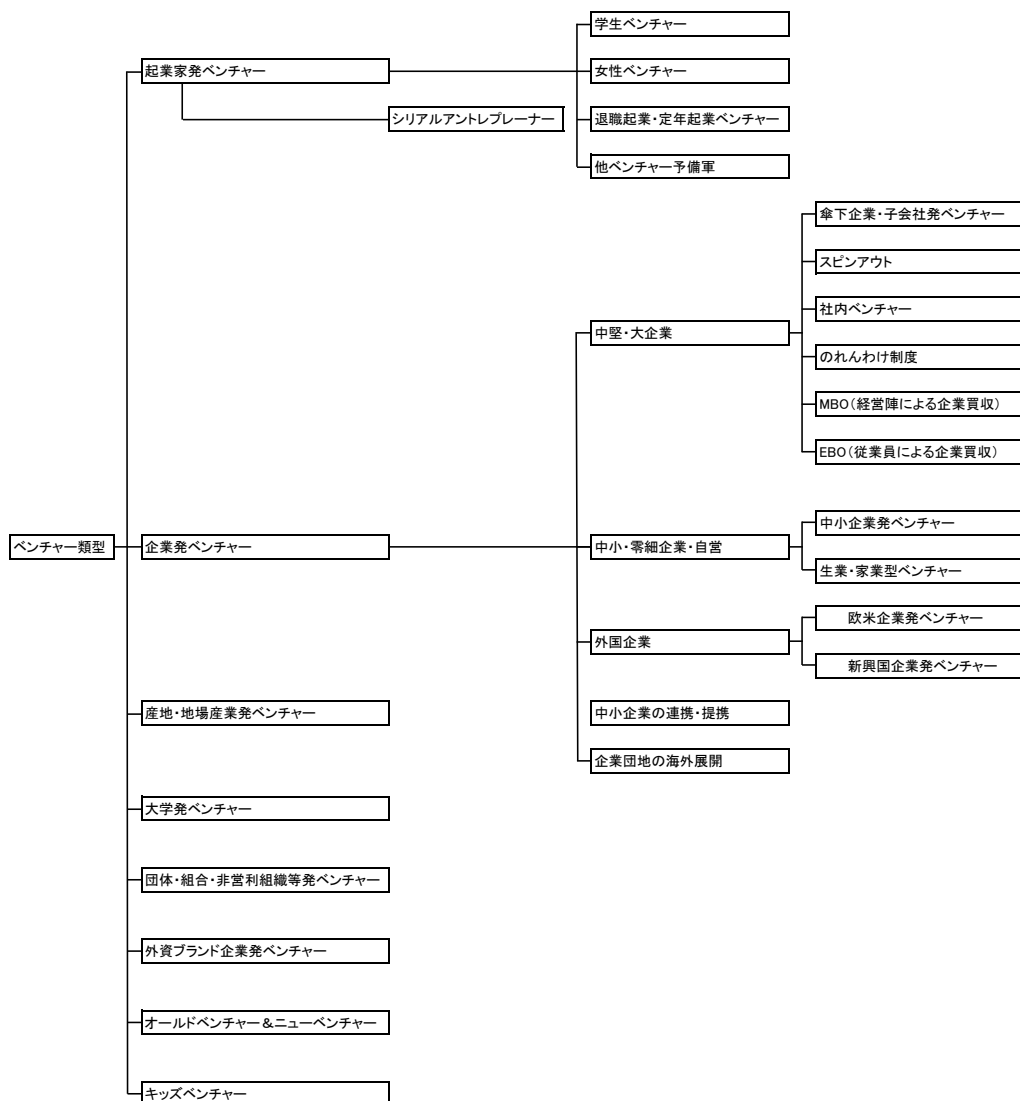 学生ベンチャー
起業家発ベンチャー
女性ベンチャー
シリアルアントレプレーナー
退職起業・定年起業ベンチャー
他ベンチャー予備軍
傘下企業・子会社発ベンチャー
スピンアウト
社内ベンチャー
中堅・大企業
のれんわけ制度
MBO(経営陣による企業買収)
EBO(従業員による企業買収)
中小企業発ベンチャー
ベンチャー類型
企業発ベンチャー
中小・零細企業・自営
生業・家業型ベンチャー
欧米企業発ベンチャー
外国企業
新興国企業発ベンチャー
産地・地場産業発ベンチャー
中小企業の連携・提携
企業団地の海外展開
大学発ベンチャー
団体・組合・非営利組織等発ベンチャー
外資ブランド企業発ベンチャー
オールドベンチャー&ニューベンチャー
キッズベンチャー